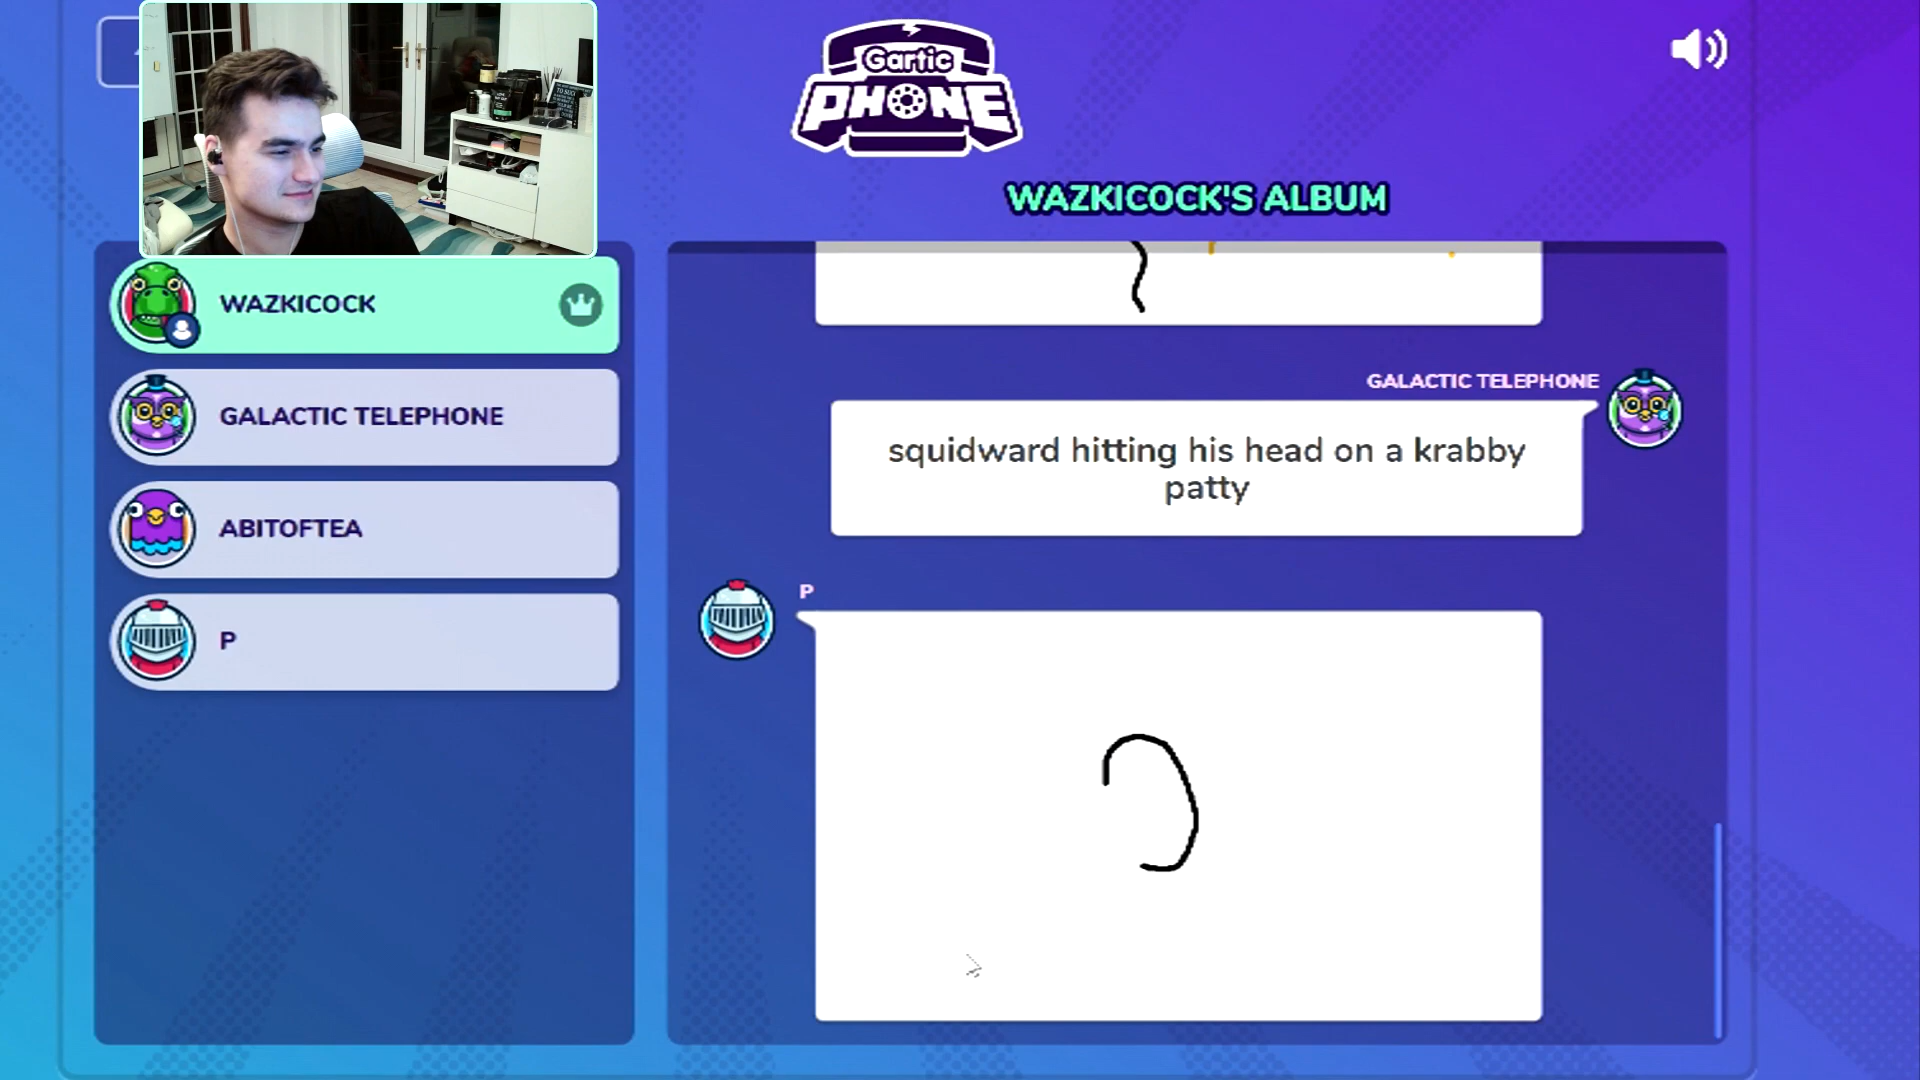 Gartic
PHONE
WAZKICOCK'S ALBUM
WAZKICOCK
GALACTIC TELEPHONE
ABITOFTEA
P
GALACTIC TELEPHONE
squidward hitting his head on a krabby
patty
P